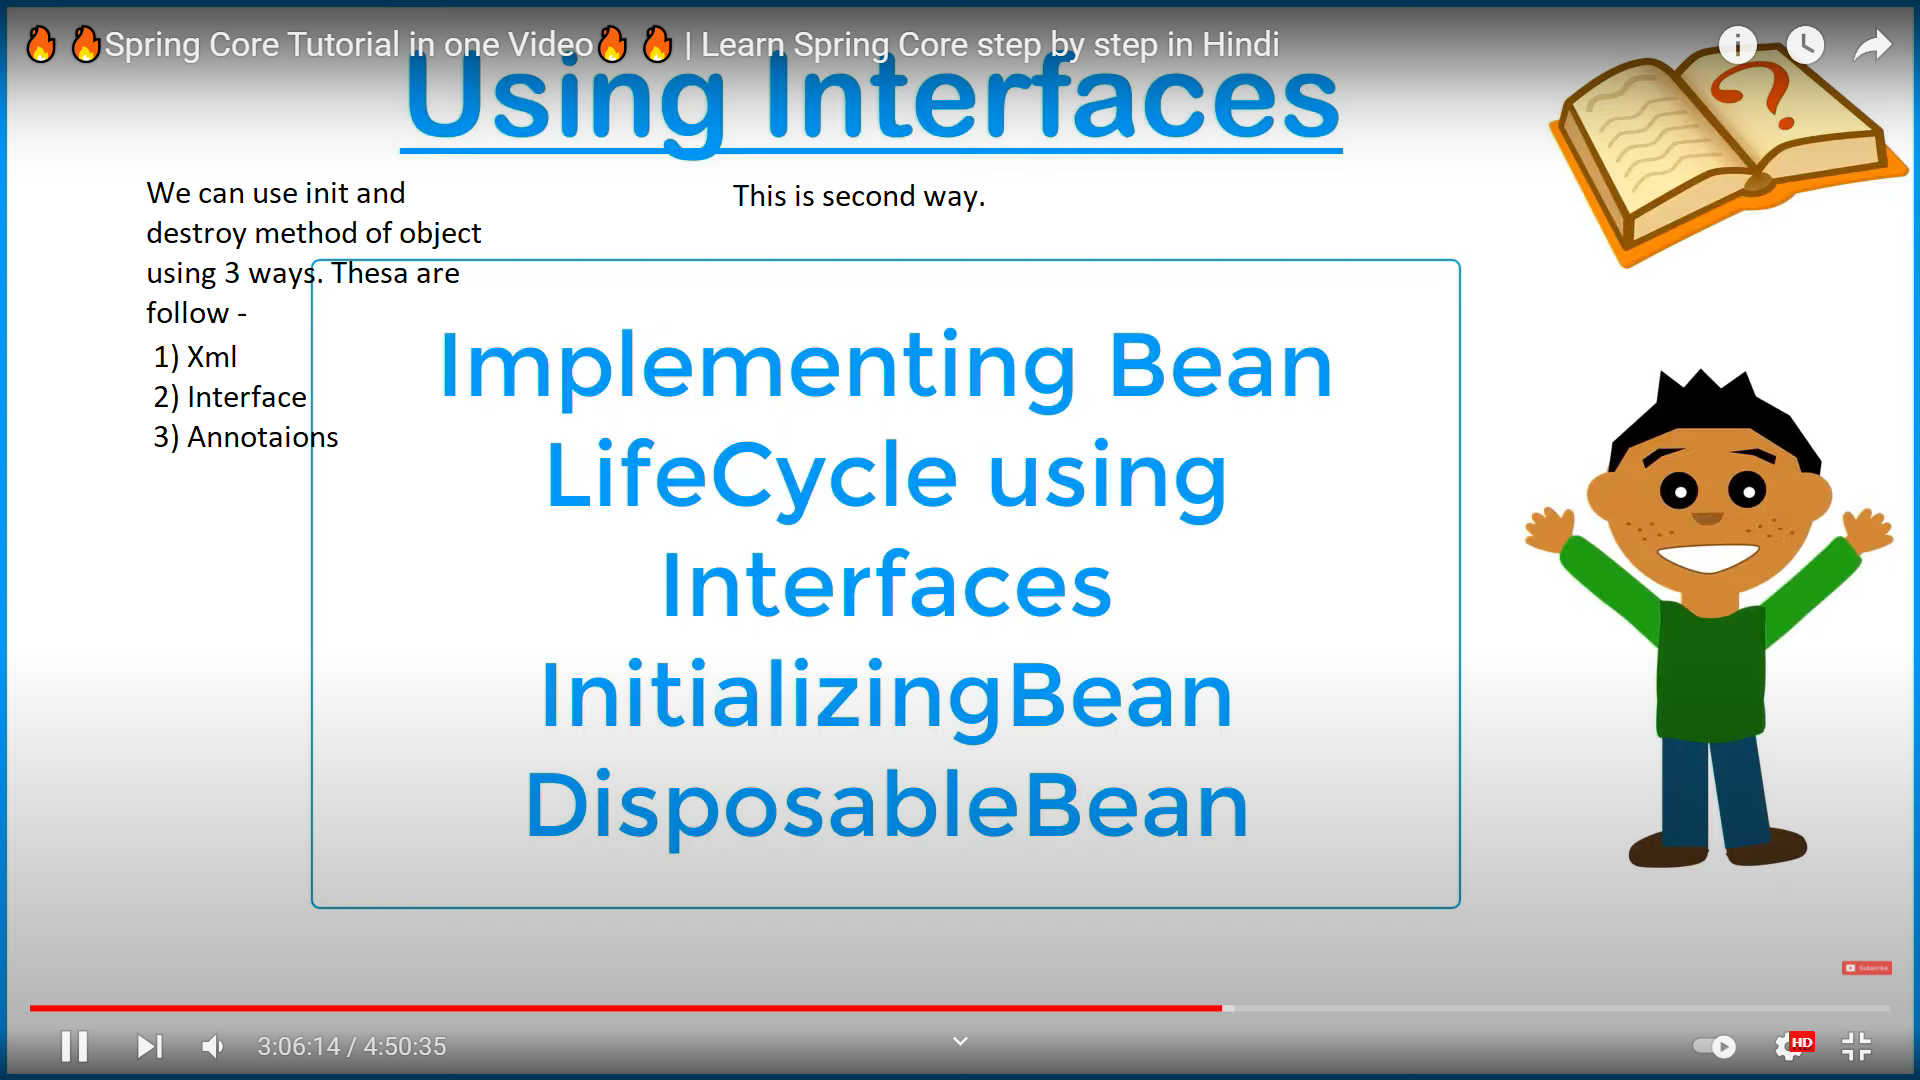 🔥🔥Spring Core Tutorial in one Video🔥🔥 | Learn Spring Core step by step in Hindi
Using Interfaces
We can use init and
destroy method of object
using 3 ways. Thesa are
follow -
1) Xml
2) Interface
3) Annotaions
This is second way.
Implementing Bean
LifeCycle using
Interfaces
InitializingBean
DisposableBean
?
Subscribe
3:06:14 / 4:50:35
HD